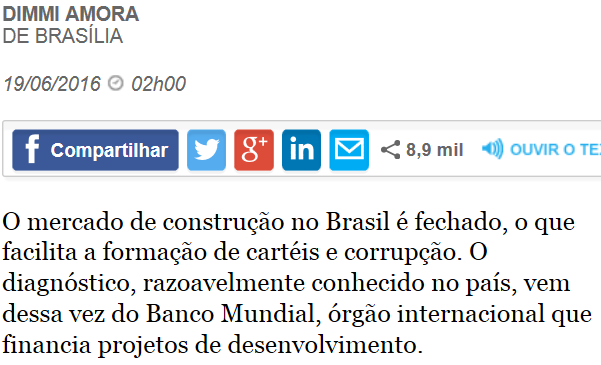 DIMMI AMORA
DE BRASÍLIA
19/06/2016 02h00
f Compartilhar g+ in 8,9 mil OUVIR O TE
O mercado de construção no Brasil é fechado, o que
facilita a formação de cartéis e corrupção. O
diagnóstico, razoavelmente conhecido no país, vem
dessa vez do Banco Mundial, órgão internacional que
financia projetos de desenvolvimento.